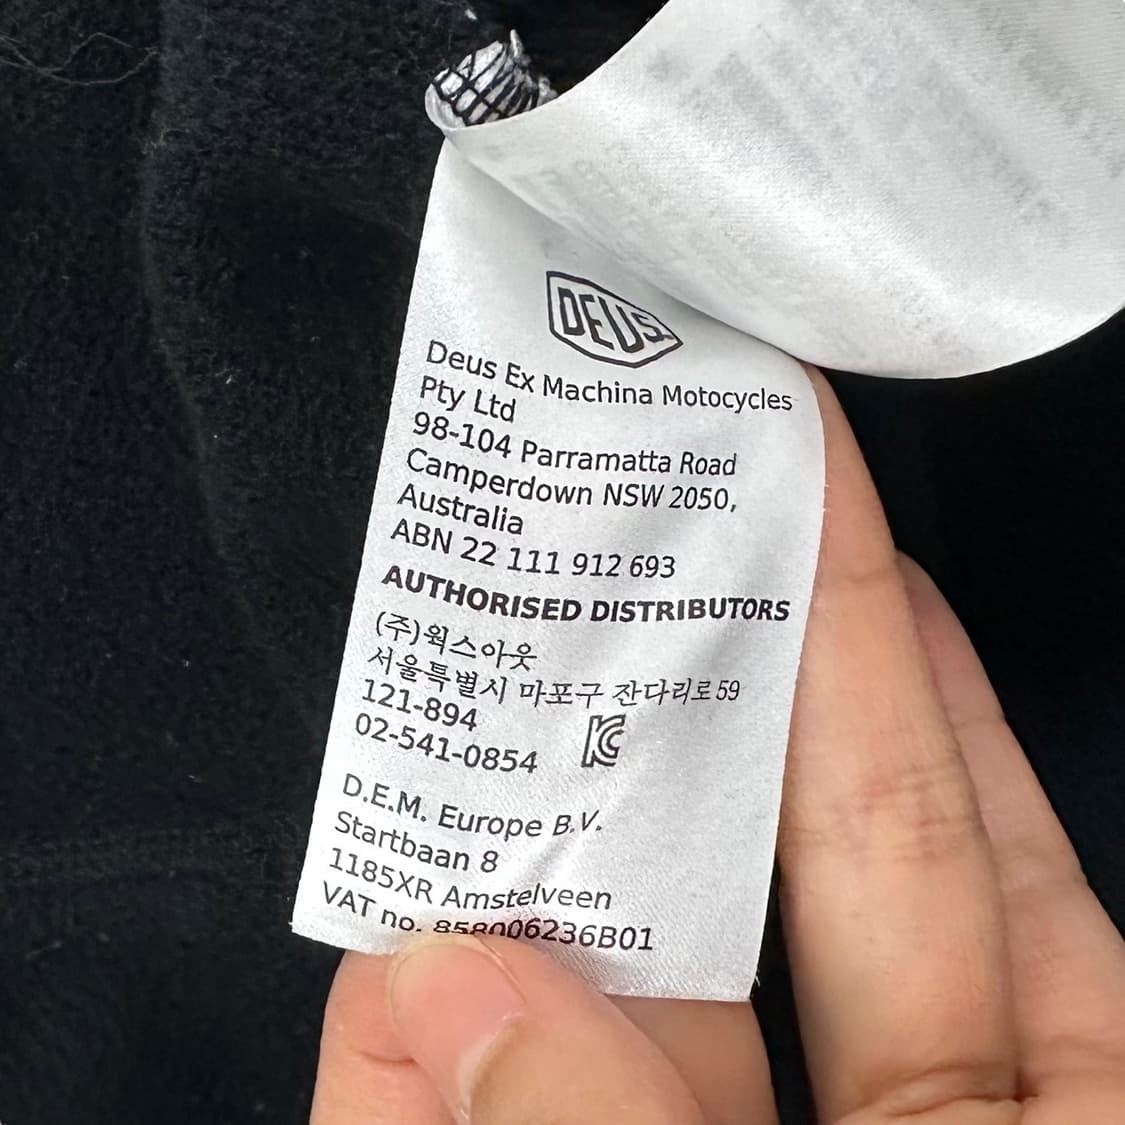 DEUS.
Deus Ex Machina Motocycles
Pty Ltd
98-104 Parramatta Road
Camperdown NSW 2050,
Australia
ABN 22 111 912 693
AUTHORISED DISTRIBUTORS
(주)웍스아웃
서울특별시 마포구 잔다리로 59
121-894
02-541-0854
D.E.M. Europe B.V.
Startbaan 8
1185XR Amstelveen
VAT no. 858006236B01